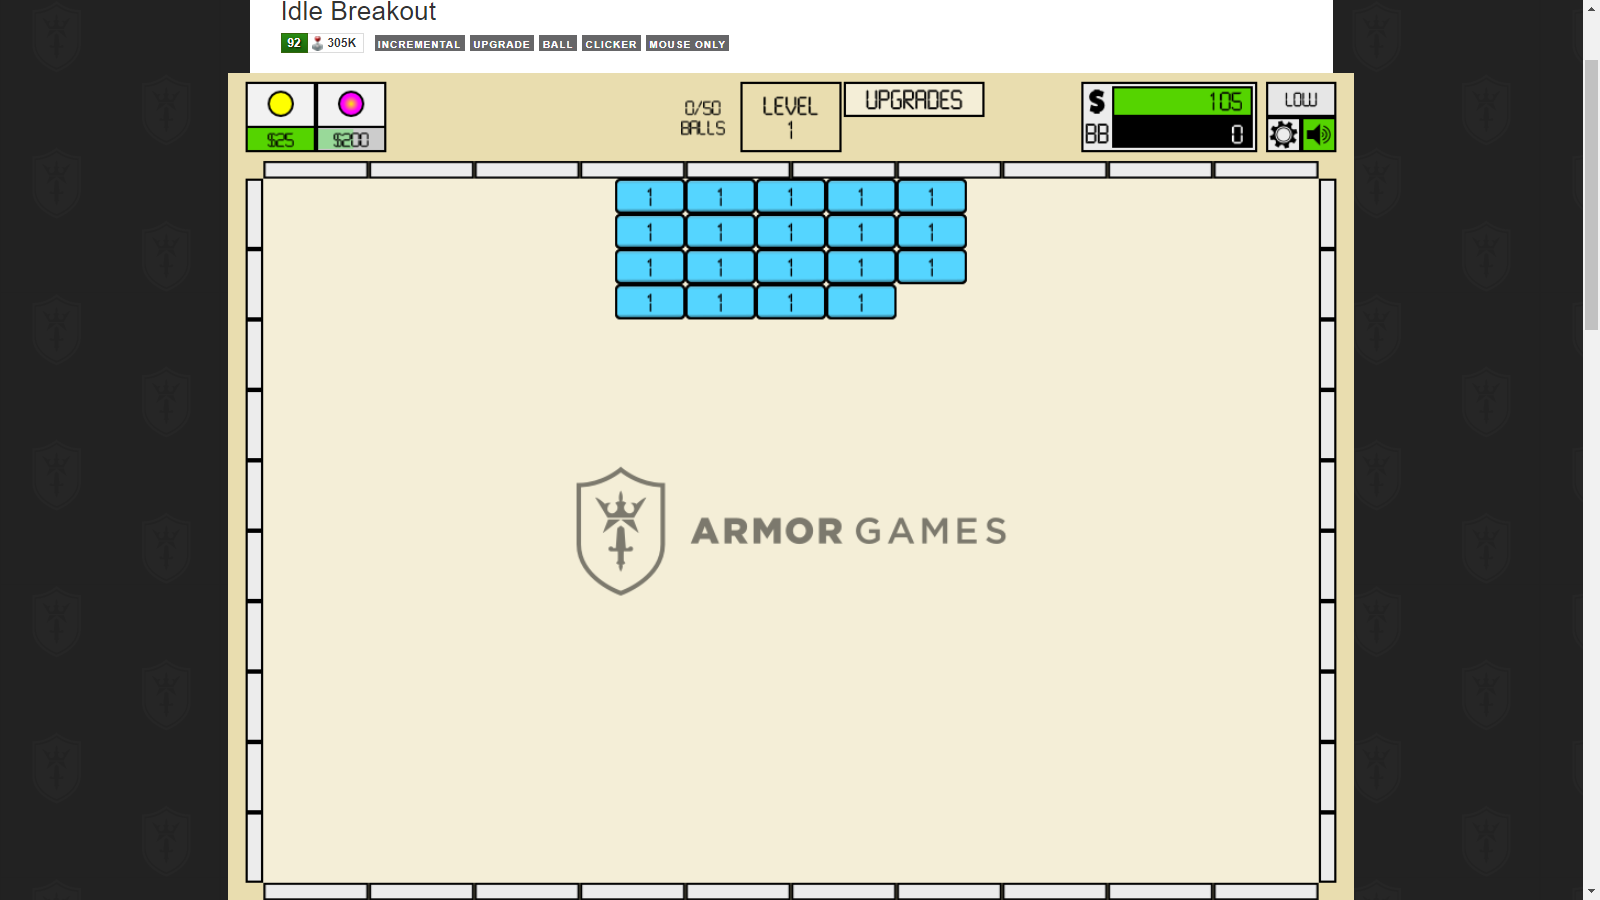 Idle Breakout
92 305K INCREMENTAL UPGRADE BALL CLICKER MOUSE ONLY
$25 $200
0/50
BALLS
LEVEL
1
UPGRADES
$ 105
BB 0
LOW
1 1 1 1 1
1 1 1 1 1
1 1 1 1 1
1 1 1 1
ARMOR GAMES